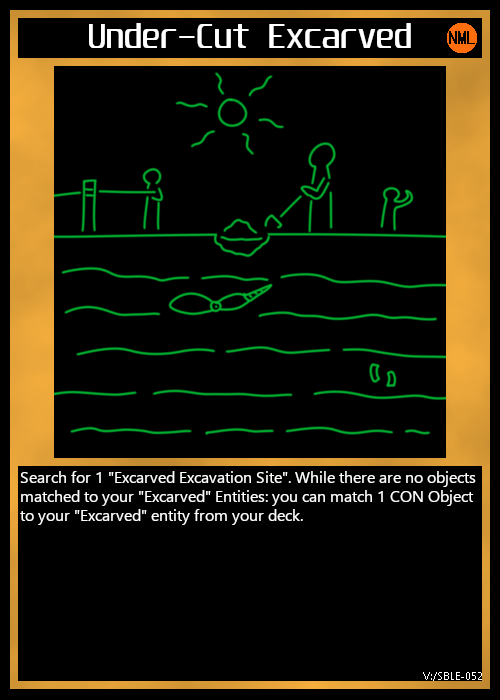 Under-Cut Excarved
NML
Search for 1 "Excarved Excavation Site". While there are no objects
matched to your "Excarved" Entities: you can match 1 CON Object
to your "Excarved" entity from your deck.
V:/SBLE-052